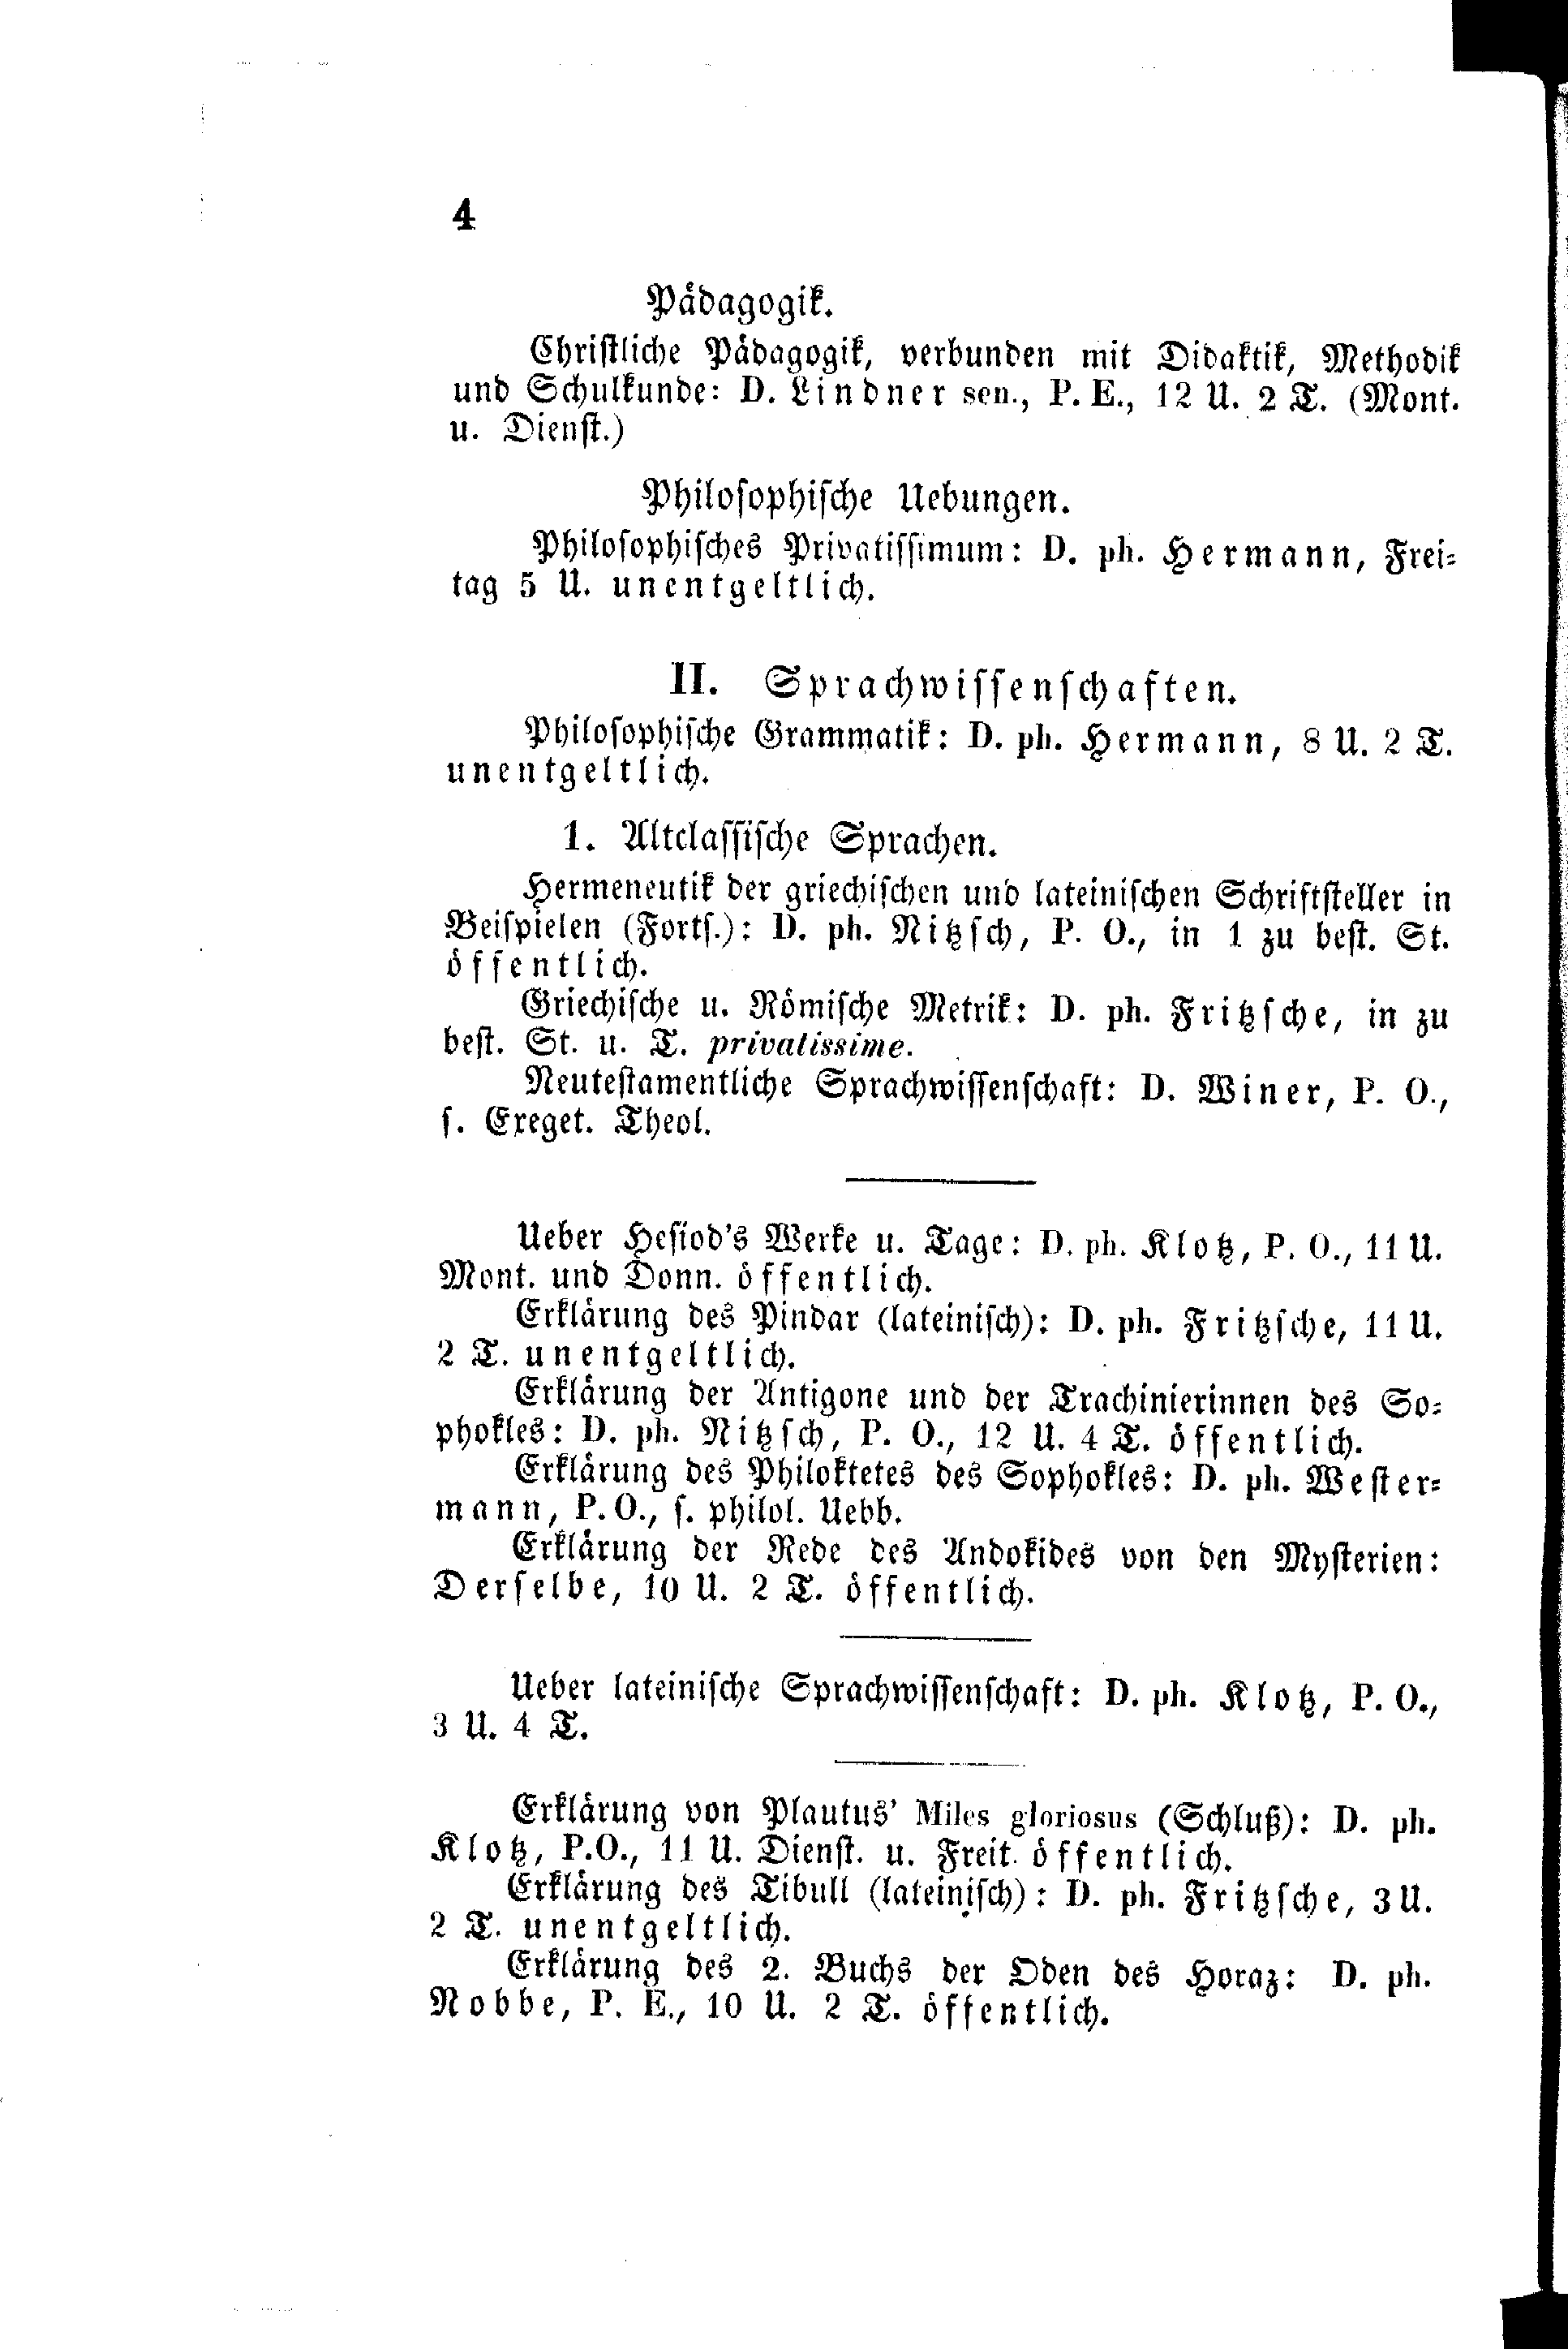 4
Pädagogik.
Christliche Pädagogik, verbunden mit Didaktik, Methodik
und Schulkunde: D. Lindner sen., P. E., 12 U. 2 T. (Mont.
u. Dienst.)
Philosophische Uebungen.
Philosophisches Privatissimum: D. ph. Hermann, Frei-
tag 5 U. unentgeltlich.
II. Sprachwissenschaften.
Philosophische Grammatik: D. ph. Hermann, 8 U. 2 T.
unentgeltlich.
1. Altclassische Sprachen.
Hermeneutik der griechischen und lateinischen Schriftsteller in
Beispielen (Forts.): D. ph. Nitzsch, P. O., in 1 zu best. St.
öffentlich.
Griechische u. Römische Metrik: D. ph. Fritzsche, in zu
best. St. u. T. privatissime.
Neutestamentliche Sprachwissenschaft: D. Winer, P. O.,
s. Exeget. Theol.
Ueber Hesiod's Werke u. Tage: D. ph. Klotz, P. O., 11 U.
Mont. und Donn. öffentlich.
Erklärung des Pindar (lateinisch): D. ph. Fritzsche, 11 U.
2 T. unentgeltlich.
Erklärung der Antigone und der Trachinierinnen des So-
phokles: D. ph. Nitzsch, P. O., 12 U. 4 T. öffentlich.
Erklärung des Philoktetes des Sophokles: D. ph. Wester-
mann, P. O., s. philol. Uebb.
Erklärung der Rede des Andokides von den Mysterien:
Derselbe, 10 U. 2 T. öffentlich.
Ueber lateinische Sprachwissenschaft: D. ph. Klotz, P. O.,
3 U. 4 T.
Erklärung von Plautus' Miles gloriosus (Schluß): D. ph.
Klotz, P.O., 11 U. Dienst. u. Freit. öffentlich.
Erklärung des Tibull (lateinisch): D. ph. Fritzsche, 3 U.
2 T. unentgeltlich.
Erklärung des 2. Buchs der Oden des Horaz: D. ph.
Nobbe, P. E., 10 U. 2 T. öffentlich.